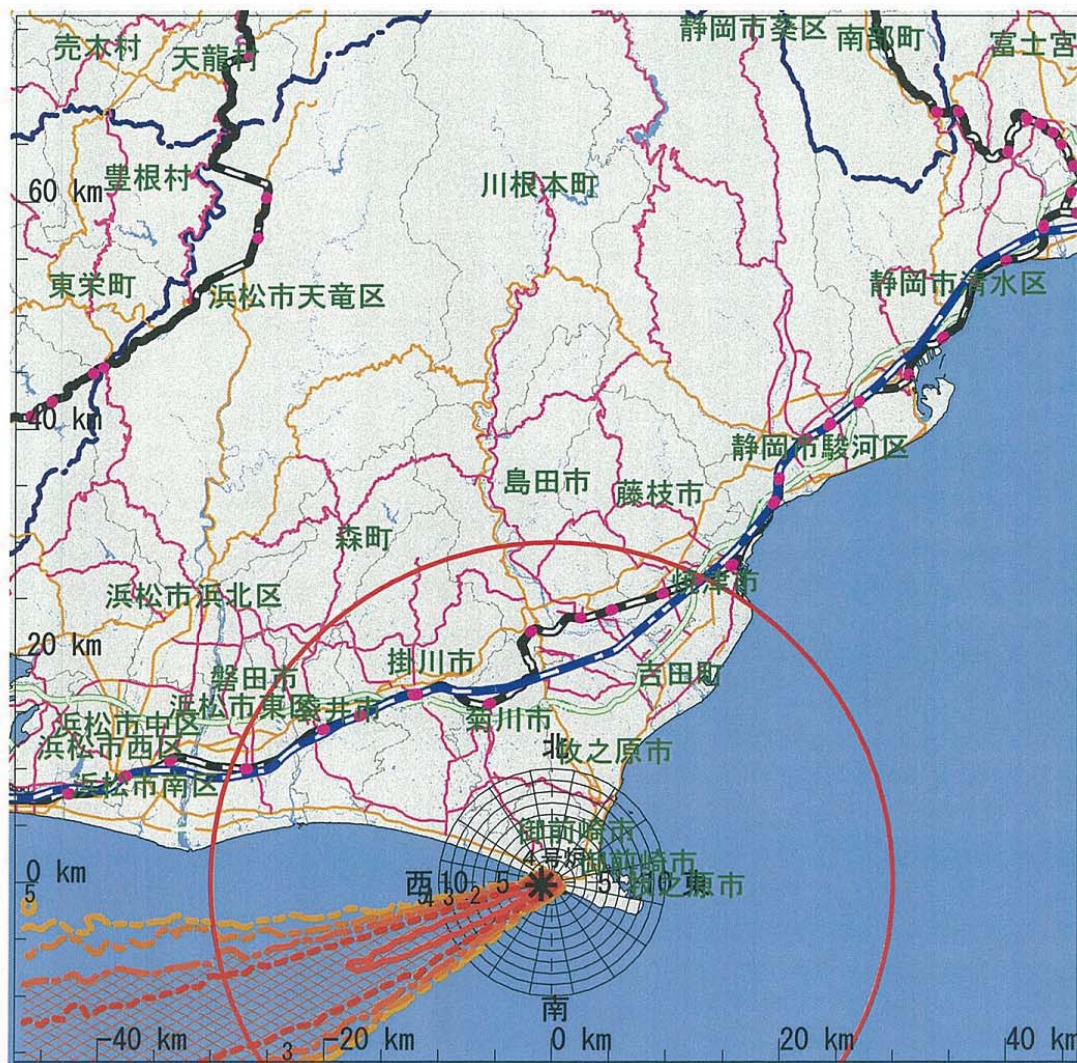 売木村
天龍村
静岡市葵区
南部町
富士宮
豊根村
60 km
川根本町
東栄町
浜松市天竜区
静岡市清水区
40 km
静岡市駿河区
島田市
藤枝市
森町
焼津市
浜松市浜北区
20 km
掛川市
磐田市
吉田町
浜松市東区
袋井市
浜松市中区
菊川市
浜松市西区
北
牧之原市
浜松市南区
御前崎市
4号炉
御前崎市
0 km
西
10
5
5
10
東
牧之原市
5
4
3
-2
南
-40 km
-20 km
0 km
20 km
40 km
3